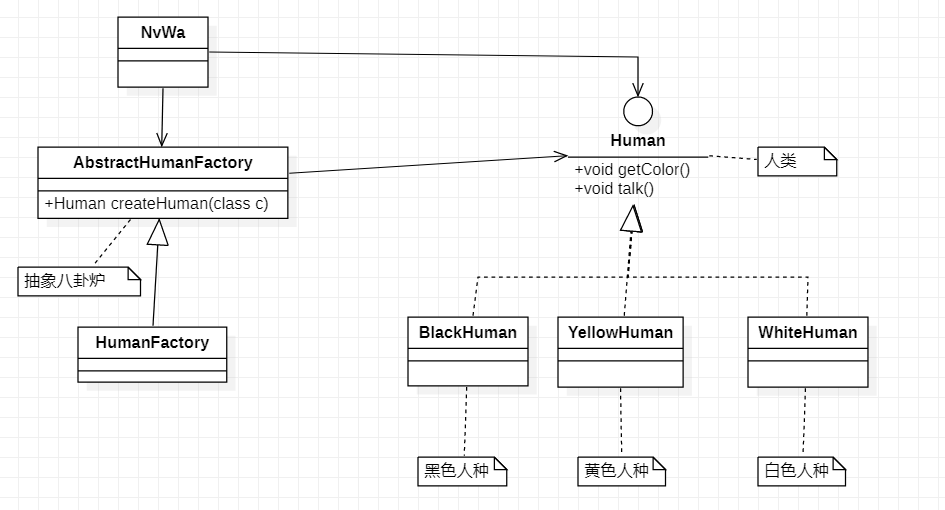 NvWa
Human
AbstractHumanFactory
+void getColor()
人类
+void talk()
+Human createHuman(class c)
抽象八卦炉
HumanFactory
BlackHuman
YellowHuman
WhiteHuman
黑色人种
黄色人种
白色人种